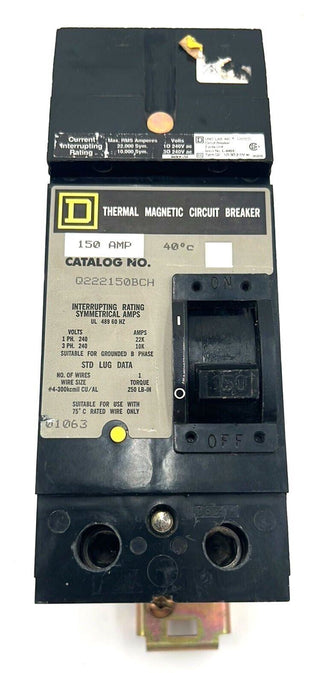 Current
Interrupting
Rating
Max. RMS Amperes Volts
22,000 Sym. 1Ø 240V ac
10,000 Sym. 3Ø 240V ac
D
THERMAL MAGNETIC CIRCUIT BREAKER
150 AMP 40°c
CATALOG NO.
Q222150BCH
INTERRUPTING RATING
SYMMETRICAL AMPS
UL 489 60 HZ
VOLTS AMPS
1 PH. 240 22K
3 PH. 240 10K
SUITABLE FOR GROUNDED B PHASE
STD LUG DATA
NO. OF WIRES 1
WIRE SIZE TORQUE
#4-300kcmil CU/AL 250 LB-IN
SUITABLE FOR USE WITH
75°C RATED WIRE ONLY
01063
ON
150
OFF